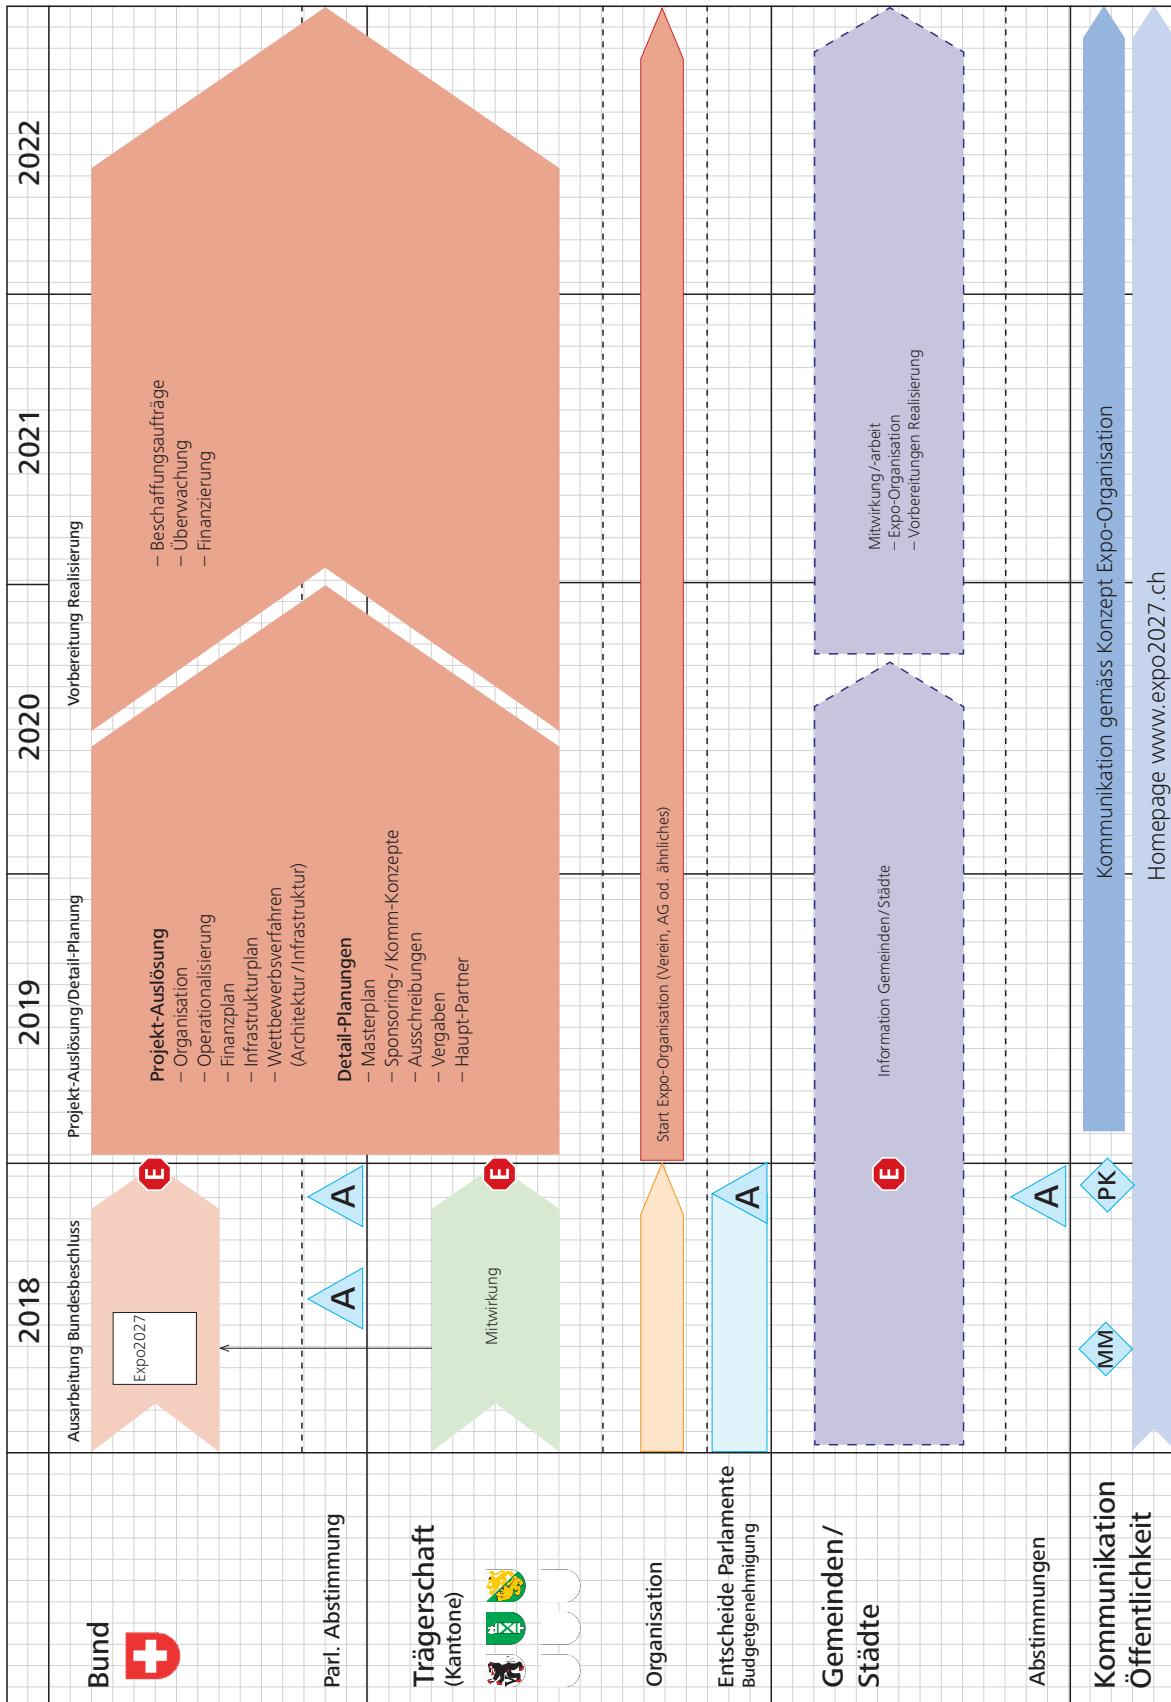 2018
2019
2020
2021
2022
Ausarbeitung Bundesbeschluss
Projekt-Auslösung/Detail-Planung
Vorbereitung Realisierung
Bund
Expo2027
E
Projekt-Auslösung
– Organisation
– Operationalisierung
– Finanzplan
– Infrastrukturplan
– Wettbewerbsverfahren
(Architektur/Infrastruktur)
Detail-Planungen
– Masterplan
– Sponsoring-/Komm-Konzepte
– Ausschreibungen
– Vergaben
– Haupt-Partner
– Beschaffungsaufträge
– Überwachung
– Finanzierung
Parl. Abstimmung
A
A
Trägerschaft
(Kantone)
Mitwirkung
E
Organisation
Start Expo-Organisation (Verein, AG od. ähnliches)
Entscheide Parlamente
Budgetgenehmigung
A
Gemeinden/
Städte
E
Information Gemeinden/Städte
Mitwirkung/-arbeit
– Expo-Organisation
– Vorbereitungen Realisierung
Abstimmungen
A
Kommunikation
Öffentlichkeit
MM
PK
Kommunikation gemäss Konzept Expo-Organisation
Homepage www.expo2027.ch